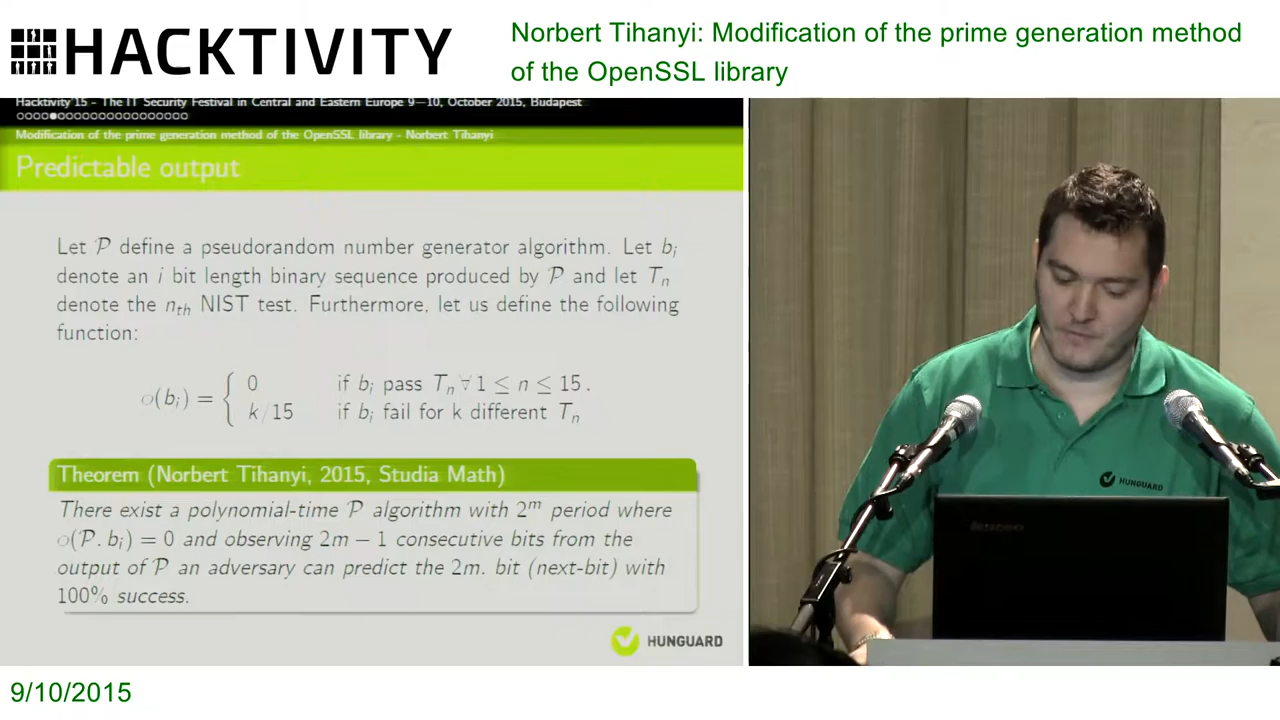 HACKTIVITY
Norbert Tihanyi: Modification of the prime generation method
of the OpenSSL library
Hacktivity'15 - The IT Security Festival in Central and Eastern Europe 9—10, October 2015, Budapest
Modification of the prime generation method of the OpenSSL library - Norbert Tihanyi
Predictable output
Let 𝒫 define a pseudorandom number generator algorithm. Let bᵢ
denote an i bit length binary sequence produced by 𝒫 and let Tₙ
denote the nₜₕ NIST test. Furthermore, let us define the following
function:
○(bᵢ) = { 0 if bᵢ pass Tₙ ∀ 1 ≤ n ≤ 15.
k/15 if bᵢ fail for k different Tₙ
Theorem (Norbert Tihanyi, 2015, Studia Math)
There exist a polynomial-time 𝒫 algorithm with 2ᵐ period where
○(𝒫. bᵢ) = 0 and observing 2m − 1 consecutive bits from the
output of 𝒫 an adversary can predict the 2m. bit (next-bit) with
100% success.
HUNGUARD
HUNGUARD
lenovo
9/10/2015